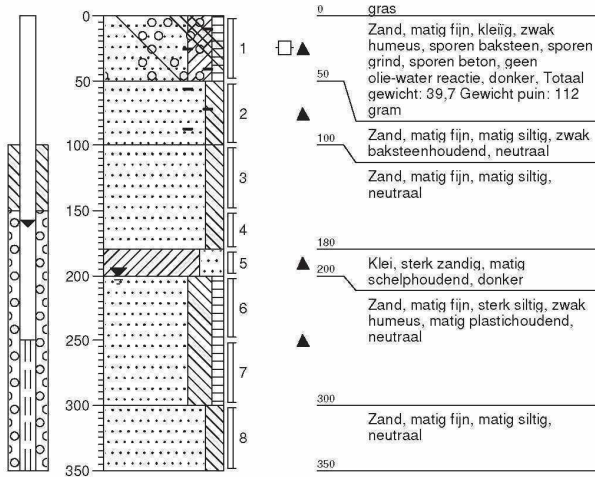 0
50
100
150
200
250
300
350
1
2
3
4
5
6
7
8
0
gras
Zand, matig fijn, kleiïg, zwak
humeus, sporen baksteen, sporen
grind, sporen beton, geen
olie-water reactie, donker, Totaal
gewicht: 39,7 Gewicht puin: 112
gram
50
Zand, matig fijn, matig siltig, zwak
baksteenhoudend, neutraal
100
Zand, matig fijn, matig siltig,
neutraal
180
Klei, sterk zandig, matig
schelphoudend, donker
200
Zand, matig fijn, sterk siltig, zwak
humeus, matig plastichoudend,
neutraal
300
Zand, matig fijn, matig siltig,
neutraal
350